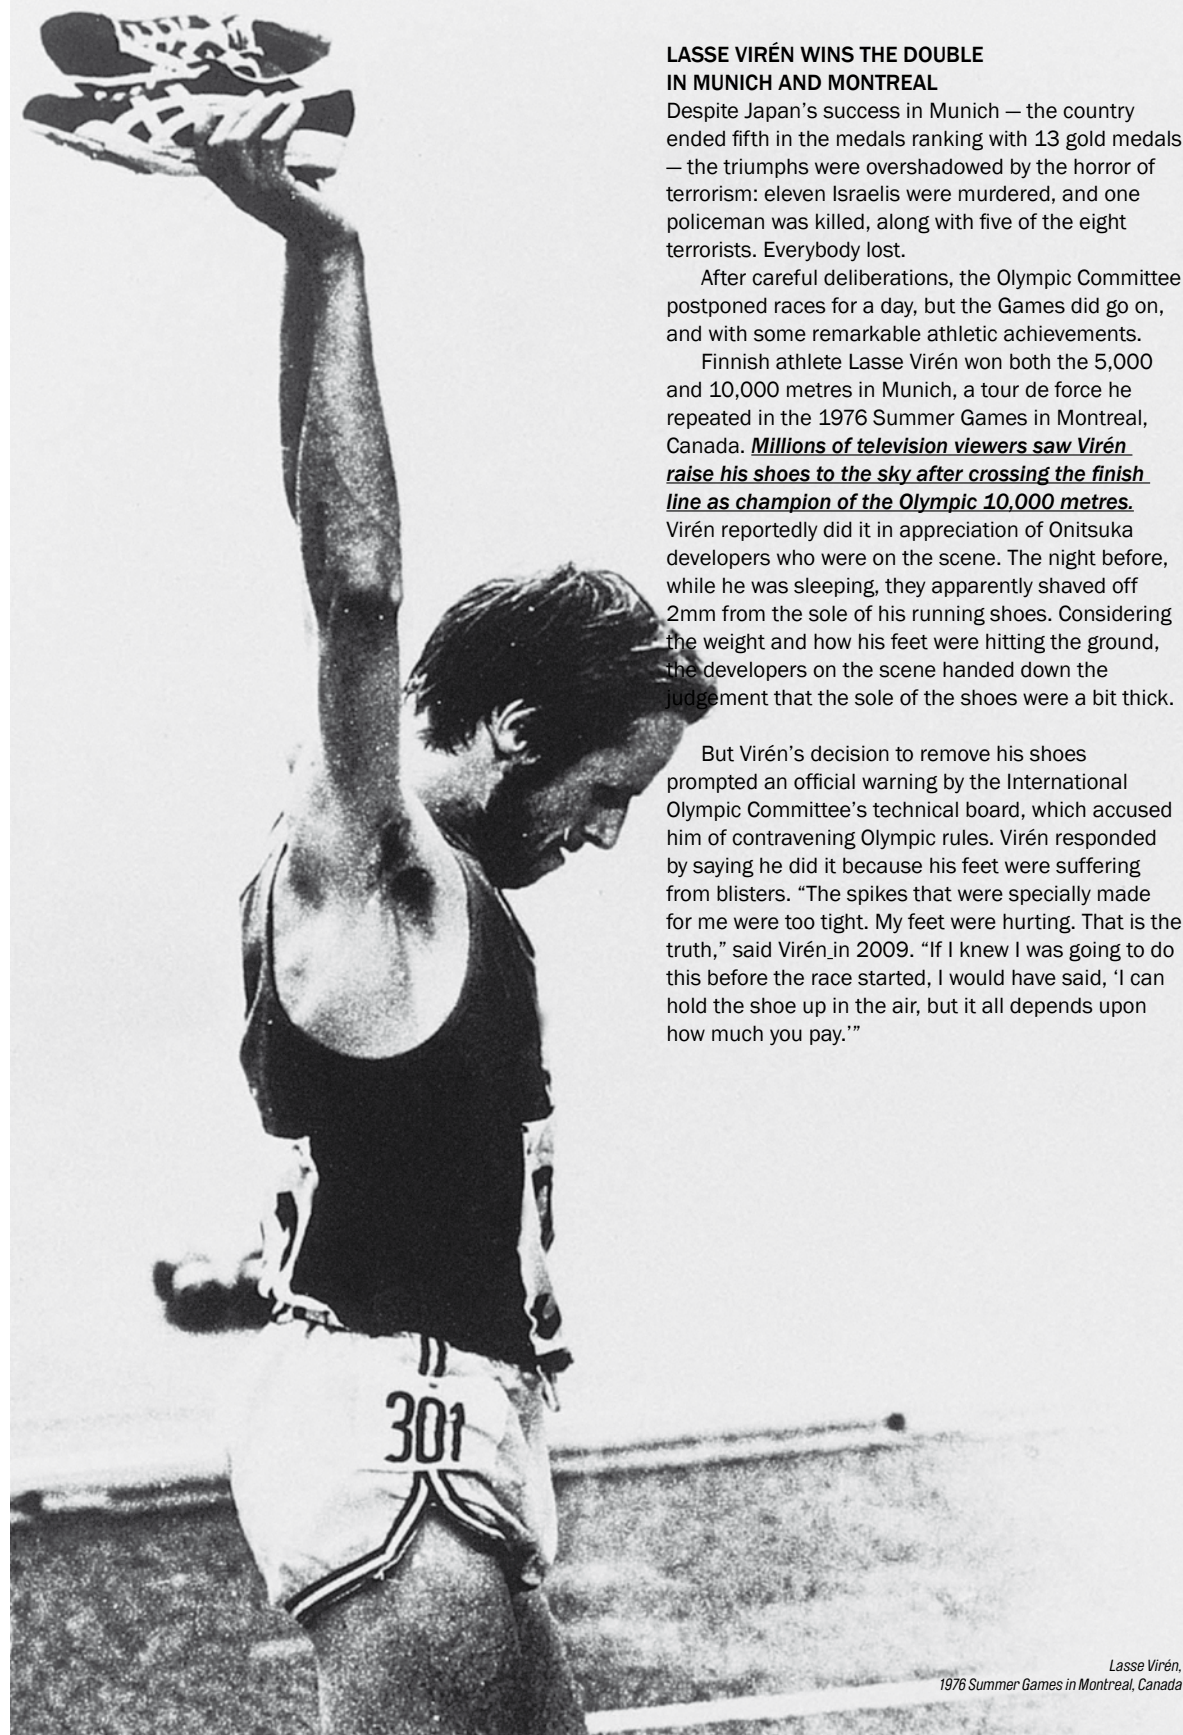 LASSE VIRÉN WINS THE DOUBLE
IN MUNICH AND MONTREAL
Despite Japan’s success in Munich — the country
ended fifth in the medals ranking with 13 gold medals
— the triumphs were overshadowed by the horror of
terrorism: eleven Israelis were murdered, and one
policeman was killed, along with five of the eight
terrorists. Everybody lost.
After careful deliberations, the Olympic Committee
postponed races for a day, but the Games did go on,
and with some remarkable athletic achievements.
Finnish athlete Lasse Virén won both the 5,000
and 10,000 metres in Munich, a tour de force he
repeated in the 1976 Summer Games in Montreal,
Canada. Millions of television viewers saw Virén
raise his shoes to the sky after crossing the finish
line as champion of the Olympic 10,000 metres.
Virén reportedly did it in appreciation of Onitsuka
developers who were on the scene. The night before,
while he was sleeping, they apparently shaved off
2mm from the sole of his running shoes. Considering
the weight and how his feet were hitting the ground,
the developers on the scene handed down the
judgement that the sole of the shoes were a bit thick.
But Virén’s decision to remove his shoes
prompted an official warning by the International
Olympic Committee’s technical board, which accused
him of contravening Olympic rules. Virén responded
by saying he did it because his feet were suffering
from blisters. “The spikes that were specially made
for me were too tight. My feet were hurting. That is the
truth,” said Virén in 2009. “If I knew I was going to do
this before the race started, I would have said, ‘I can
hold the shoe up in the air, but it all depends upon
how much you pay.’”
301
Lasse Virén,
1976 Summer Games in Montreal, Canada